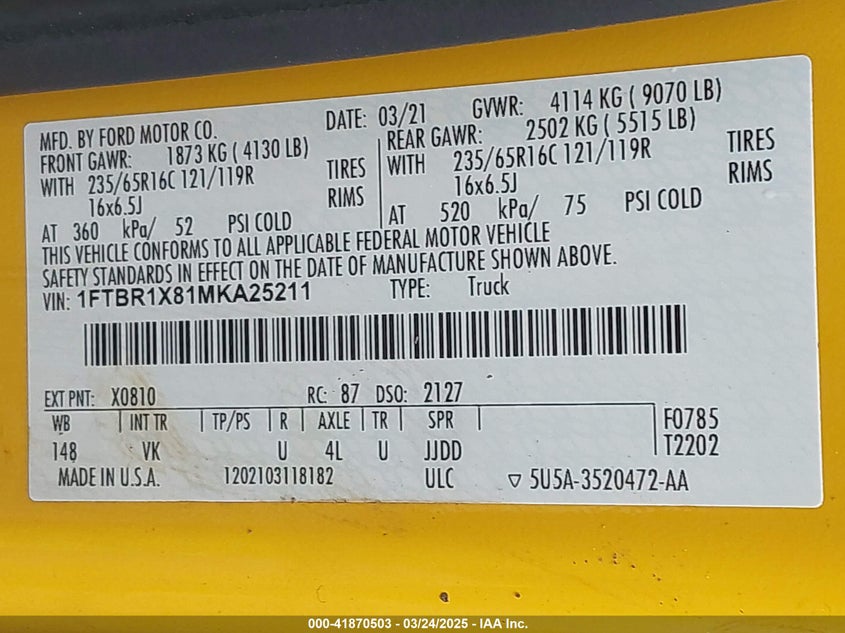 MFD. BY FORD MOTOR CO. DATE: 03/21 GVWR: 4114 KG ( 9070 LB)
FRONT GAWR: 1873 KG ( 4130 LB) REAR GAWR: 2502 KG ( 5515 LB)
WITH 235/65R16C 121/119R TIRES WITH 235/65R16C 121/119R TIRES
16x6.5J RIMS 16x6.5J RIMS
AT 360 kPa/ 52 PSI COLD AT 520 kPa/ 75 PSI COLD
THIS VEHICLE CONFORMS TO ALL APPLICABLE FEDERAL MOTOR VEHICLE
SAFETY STANDARDS IN EFFECT ON THE DATE OF MANUFACTURE SHOWN ABOVE.
VIN: 1FTBR1X81MKA25211 TYPE: Truck
EXT PNT: X0810 RC: 87 DSO: 2127
WB INT TR TP/PS R AXLE TR SPR F0785
148 VK U 4L U JJDD T2202
MADE IN U.S.A. 1202103118182 ULC ▽ 5U5A-3520472-AA
000-41870503 - 03/24/2025 - IAA Inc.